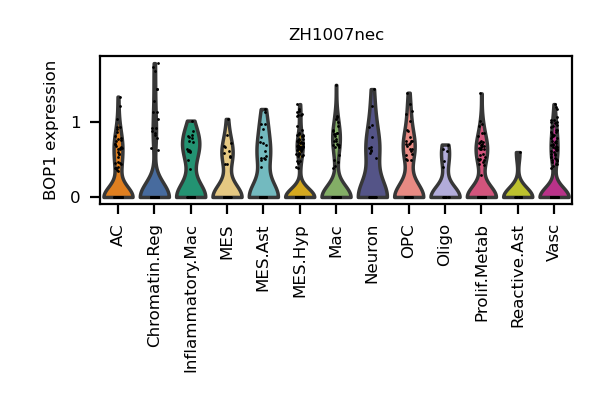 ZH1007nec
BOP1 expression
1
0
AC
Chromatin.Reg
Inflammatory.Mac
MES
MES.Ast
MES.Hyp
Mac
Neuron
OPC
Oligo
Prolif.Metab
Reactive.Ast
Vasc